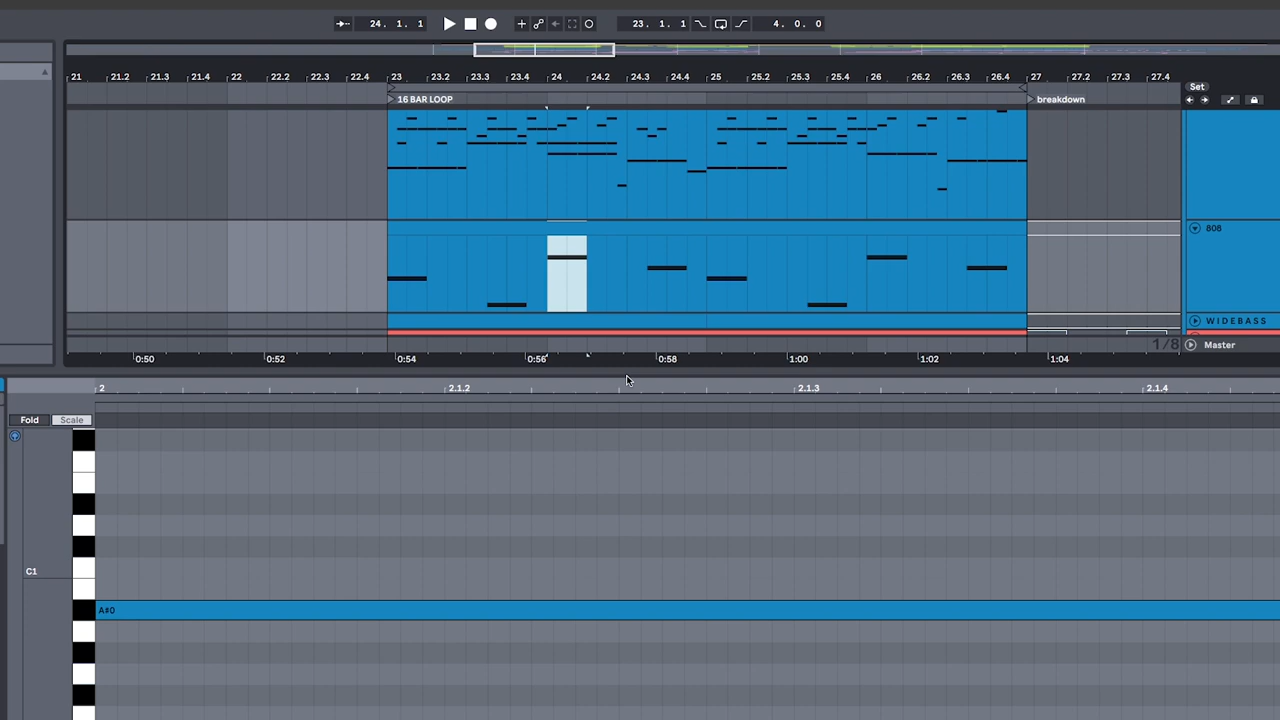 24. 1. 1
23. 1. 1
4. 0. 0
21 21.2 21.3 21.4 22 22.2 22.3 22.4 23 23.2 23.3 23.4 24 24.2 24.3 24.4 25 25.2 25.3 25.4 26 26.2 26.3 26.4 27 27.2 27.4
Set
16 BAR LOOP
breakdown
808
WIDEBASS
1/8
Master
0:50 0:52 0:54 0:56 0:58 1:00 1:02 1:04
2 2.1.2 2.1.3 2.1.4
Fold Scale
C1
A♯0